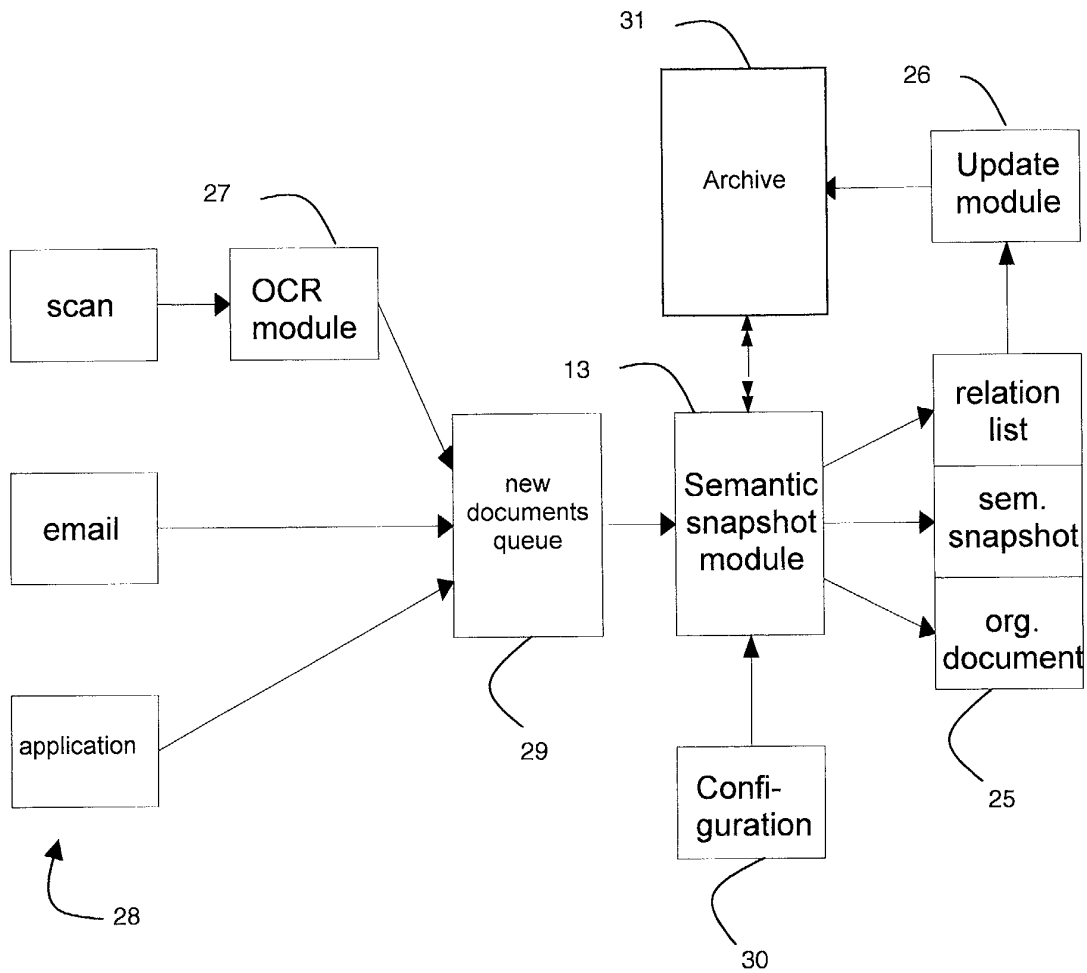 31
26
Archive
Update
module
27
scan
OCR
module
13
relation
list
new
documents
queue
Semantic
snapshot
module
email
sem.
snapshot
org.
document
application
29
25
Confi-
guration
28
30